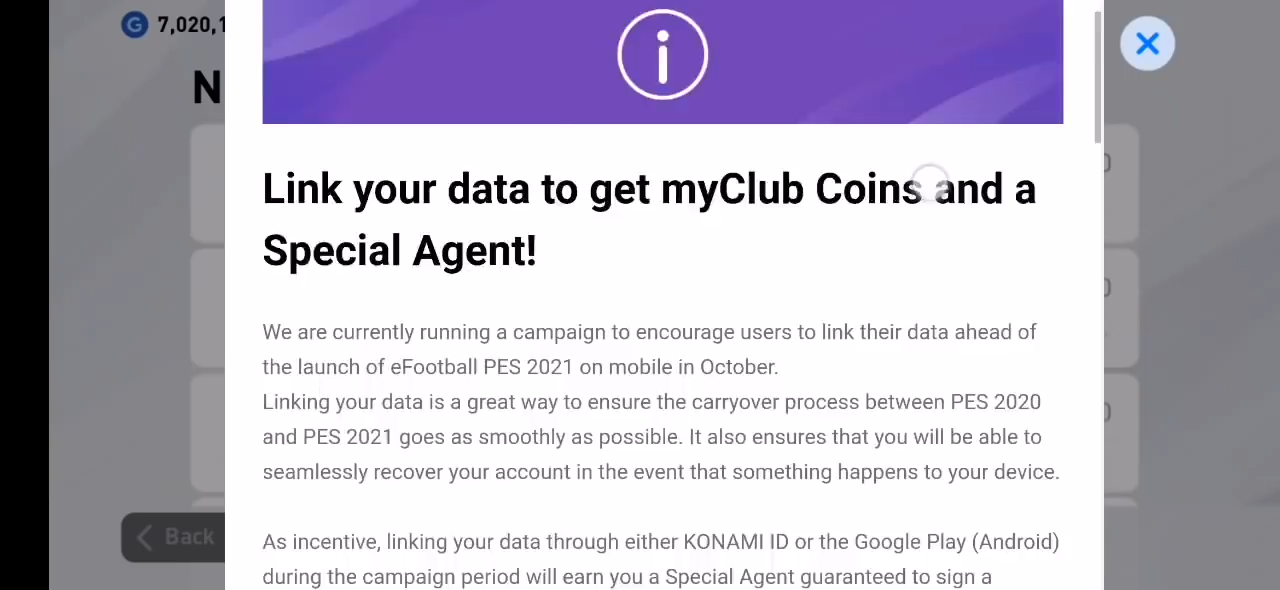 7,020,1
N
Link your data to get myClub Coins and a
Special Agent!
We are currently running a campaign to encourage users to link their data ahead of
the launch of eFootball PES 2021 on mobile in October.
Linking your data is a great way to ensure the carryover process between PES 2020
and PES 2021 goes as smoothly as possible. It also ensures that you will be able to
seamlessly recover your account in the event that something happens to your device.
Back
As incentive, linking your data through either KONAMI ID or the Google Play (Android)
during the campaign period will earn you a Special Agent guaranteed to sign a